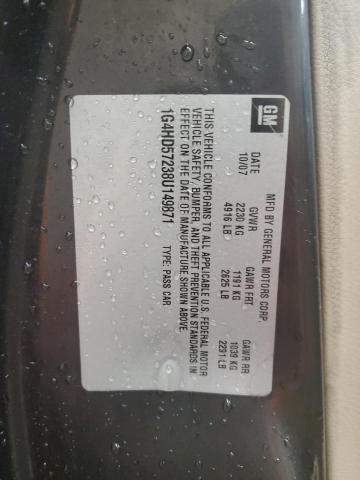 GM
MFD BY GENERAL MOTORS CORP.
DATE GVWR GAWR FRT GAWR RR
10/07 2230 KG 1191 KG 1039 KG
4916 LB 2625 LB 2291 LB
THIS VEHICLE CONFORMS TO ALL APPLICABLE U.S. FEDERAL MOTOR
VEHICLE SAFETY, BUMPER, AND THEFT PREVENTION STANDARDS IN
EFFECT ON THE DATE OF MANUFACTURE SHOWN ABOVE.
1G4HD57238U149871 TYPE: PASS CAR